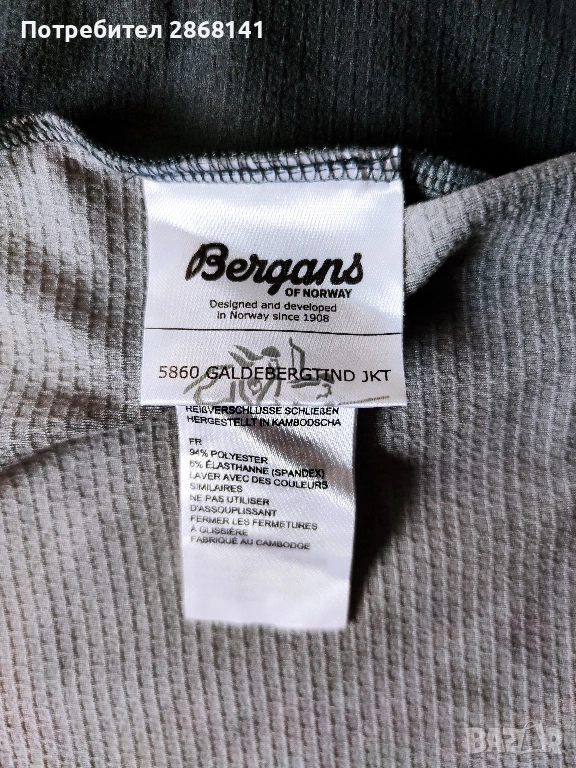 Потребител 2868141
Bergans
OF NORWAY
Designed and developed
in Norway since 1908
5860 GALDEBERGTIND JKT
REIßVERSCHLÜSSE SCHLIEßEN
HERGESTELLT IN KAMBODSCHA
FR
94% POLYESTER
6% ÉLASTHANNE (SPANDEX)
LAVER AVEC DES COULEURS
SIMILAIRES
NE PAS UTILISER
D'ASSOUPLISSANT
FERMER LES FERMETURES
À GLISSIÈRE
FABRIQUÉ AU CAMBODGE
BAZAR